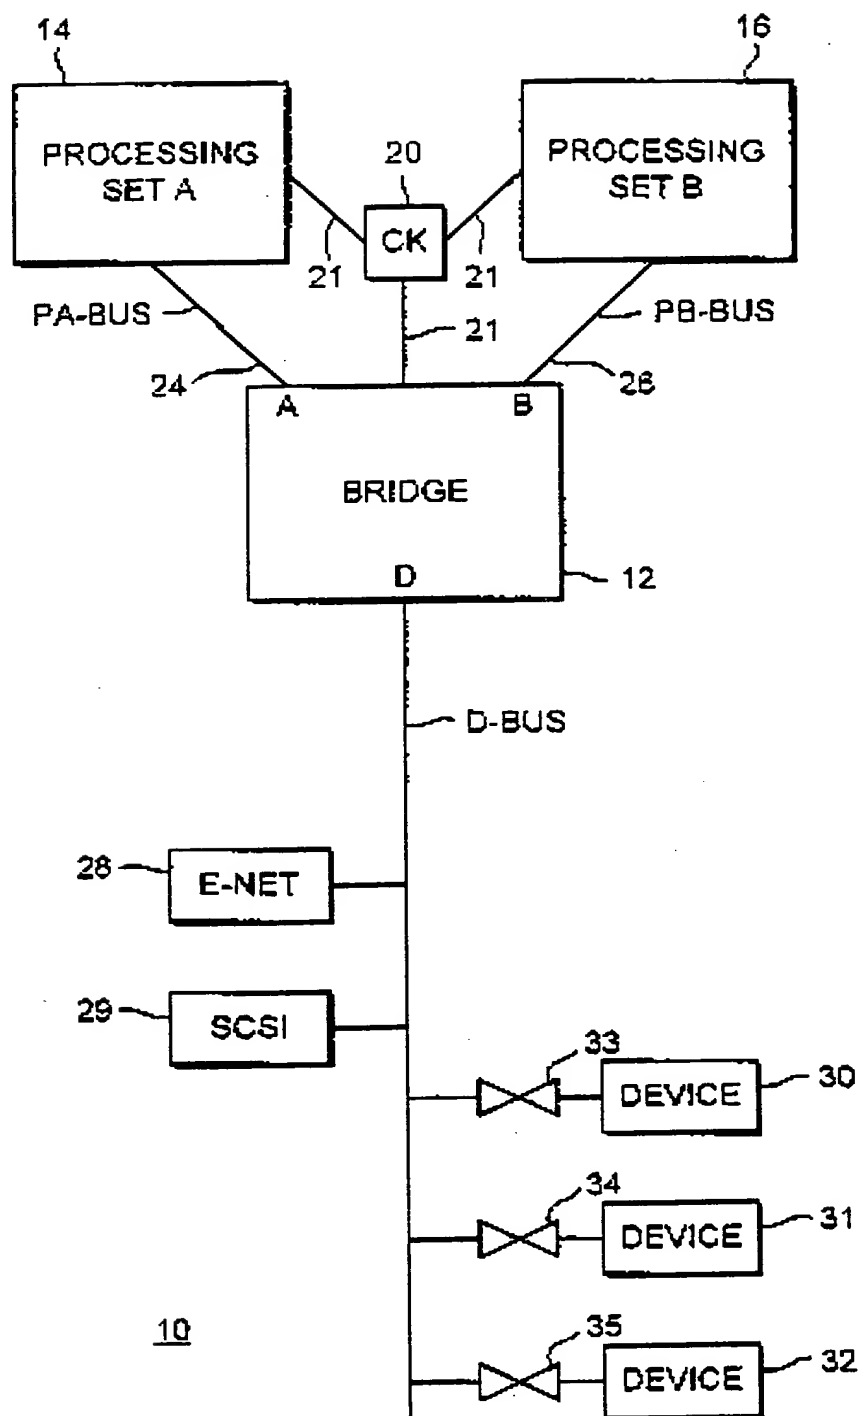 14
16
PROCESSING
SET A
20
CK
PROCESSING
SET B
21
21
PA-BUS
21
PB-BUS
24
26
A
B
BRIDGE
D
12
D-BUS
28
E-NET
29
SCSI
33
DEVICE
30
34
DEVICE
31
10
35
DEVICE
32